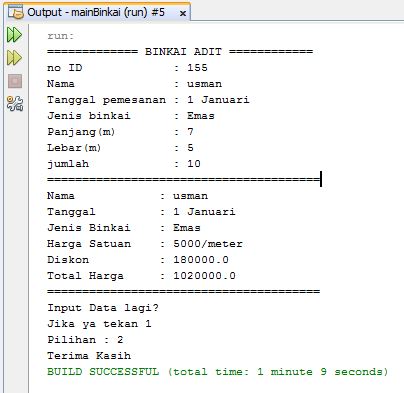 Output - mainBinkai (run) #5 x
run:
============= BINKAI ADIT ============
no ID : 155
Nama : usman
Tanggal pemesanan : 1 Januari
Jenis binkai : Emas
Panjang(m) : 7
Lebar(m) : 5
jumlah : 10
=======================================
Nama : usman
Tanggal : 1 Januari
Jenis Binkai : Emas
Harga Satuan : 5000/meter
Diskon : 180000.0
Total Harga : 1020000.0
=======================================
Input Data lagi?
Jika ya tekan 1
Pilihan : 2
Terima Kasih
BUILD SUCCESSFUL (total time: 1 minute 9 seconds)